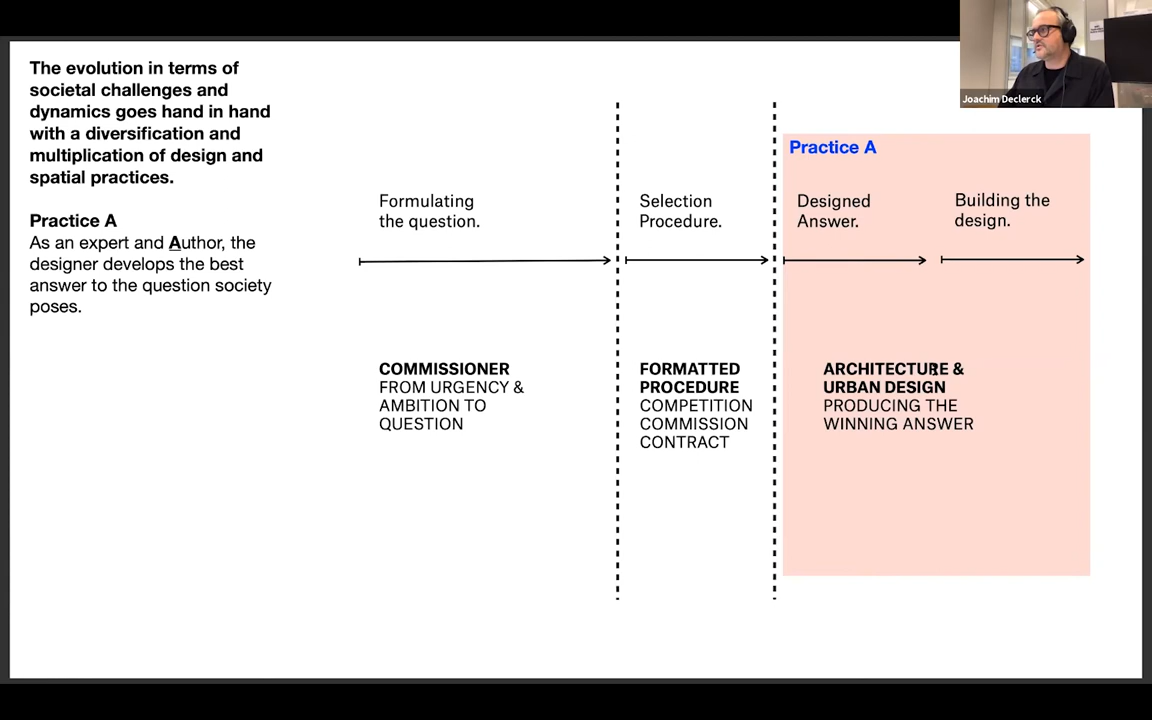 The evolution in terms of
societal challenges and
dynamics goes hand in hand
with a diversification and
multiplication of design and
spatial practices.
Practice A
As an expert and Author, the
designer develops the best
answer to the question society
poses.
Formulating
the question.
Selection
Procedure.
Practice A
Designed
Answer.
Building the
design.
COMMISSIONER
FROM URGENCY &
AMBITION TO
QUESTION
FORMATTED
PROCEDURE
COMPETITION
COMMISSION
CONTRACT
ARCHITECTURE &
URBAN DESIGN
PRODUCING THE
WINNING ANSWER
Joachim Declerck